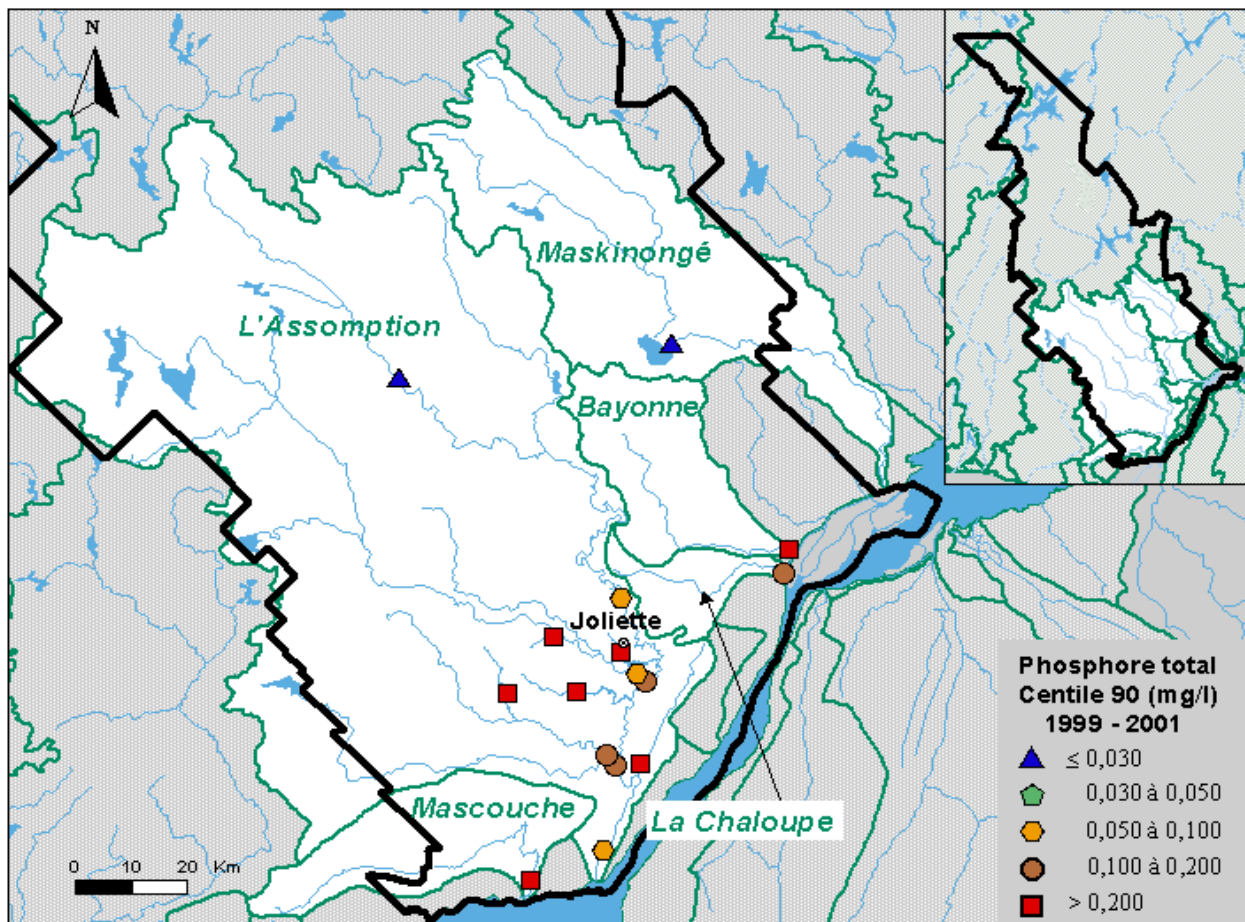 N
Maskinongé
L'Assomption
Bayonne
Joliette
Mascouche
La Chaloupe
0 10 20 Km
Phosphore total
Centile 90 (mg/l)
1999 - 2001
≤ 0,030
0,030 à 0,050
0,050 à 0,100
0,100 à 0,200
> 0,200